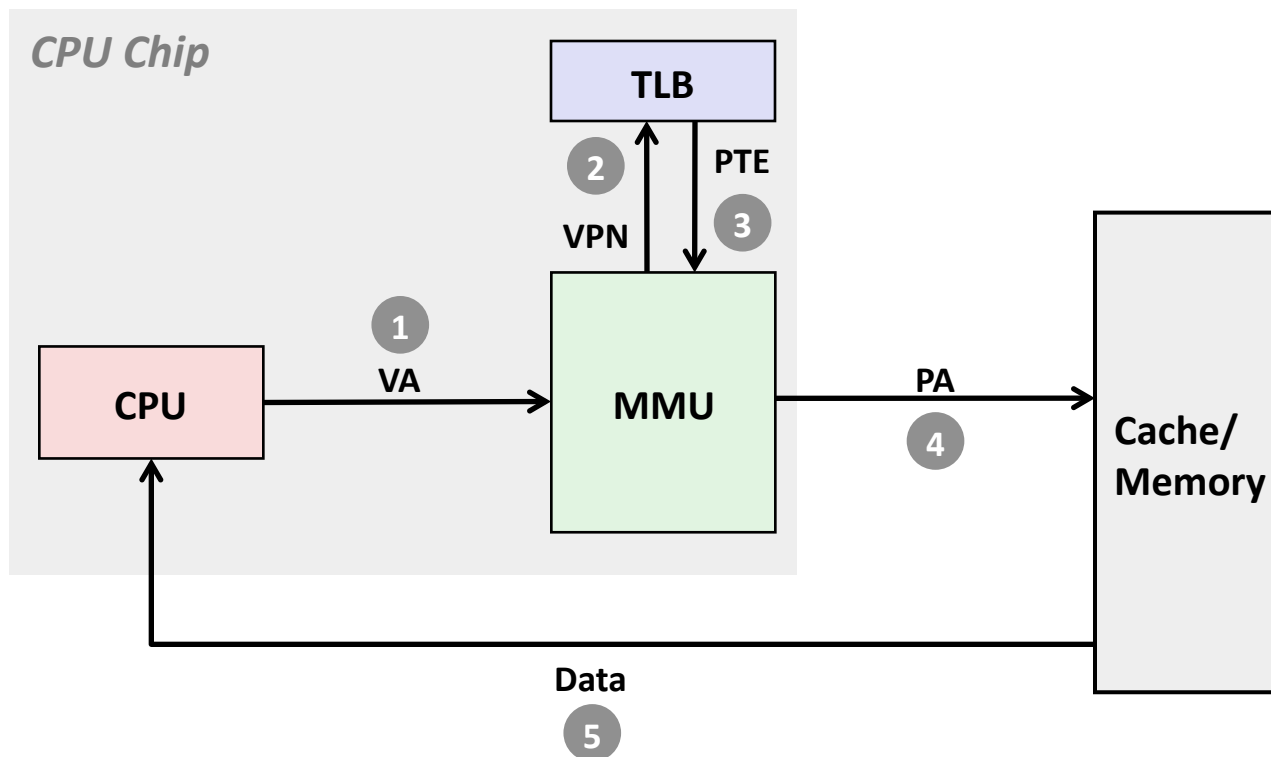 CPU Chip
TLB
2
PTE
VPN
3
1
VA
CPU
MMU
PA
4
Cache/
Memory
Data
5